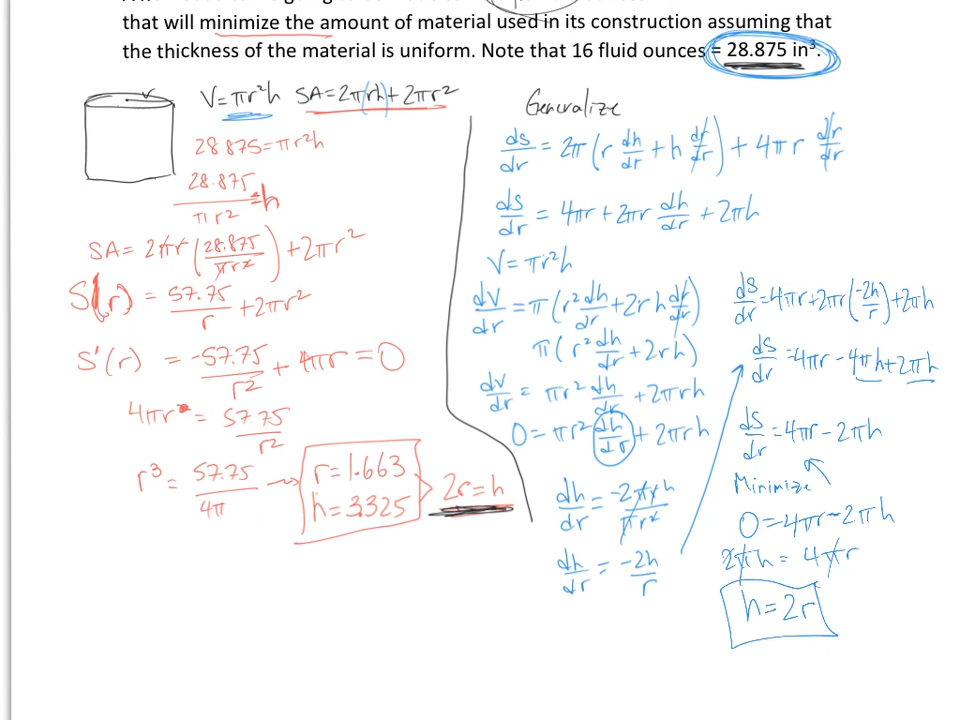 that will minimize the amount of material used in its construction assuming that
the thickness of the material is uniform. Note that 16 fluid ounces = 28.875 in³.
V=πr²h SA=2π(rh)+2πr²
28.875=πr²h
28.875/πr² = h
SA= 2πr(28.875/πr²)+2πr²
S(r) = 57.75/r +2πr²
S'(r) = -57.75/r² + 4πr = 0
4πr = 57.75/r²
r³ = 57.75/4π → r=1.663
h=3.325
2r=h
Generalize
ds/dr = 2π(r dh/dr + h dr/dr) + 4πr dr/dr
ds/dr = 4πr+2πr dh/dr + 2πh
V=πr²h
dV/dr = π(r² dh/dr + 2rh dr/dr)
π(r² dh/dr + 2rh)
dv/dr = πr² dh/dr + 2πrh
0=πr² dh/dr + 2πrh
dh/dr = -2πrh/πr²
dh/dr = -2h/r
ds/dr =4πr+2πr(-2h/r)+2πh
ds/dr =4πr-4πh+2πh
ds/dr =4πr-2πh
Minimize
0=4πr-2πh
2πh = 4πr
h=2r